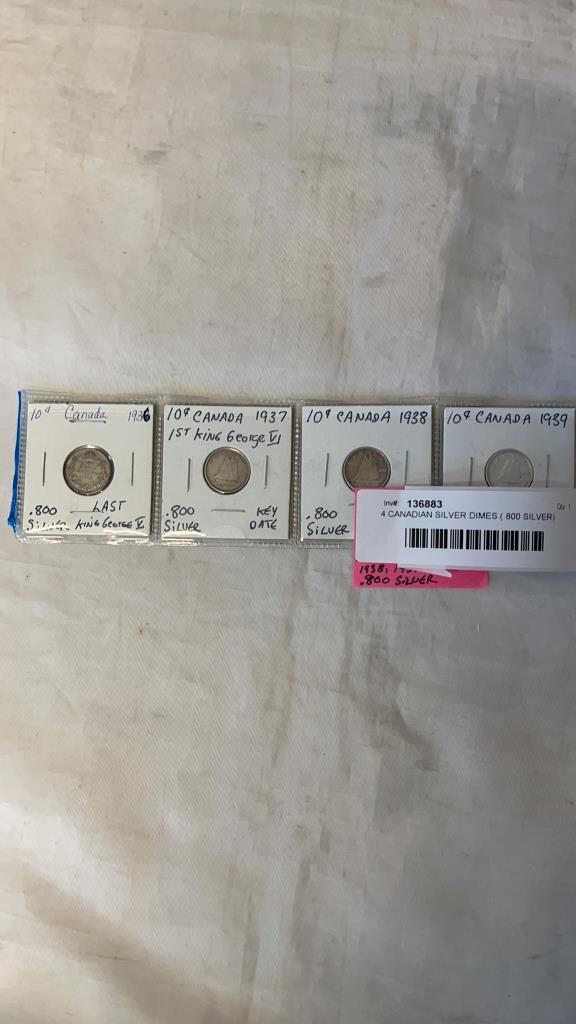 10¢ Canada 1936
.800 LAST
SILVER KING GEORGE V
10¢ CANADA 1937
1ST KING GEORGE VI
.800 KEY
SILVER DATE
10¢ CANADA 1938
.800
SILVER
10¢ CANADA 1939
Inv#: 136883 Qty 1
4 CANADIAN SILVER DIMES (.800 SILVER)
1938,
.800 SILVER